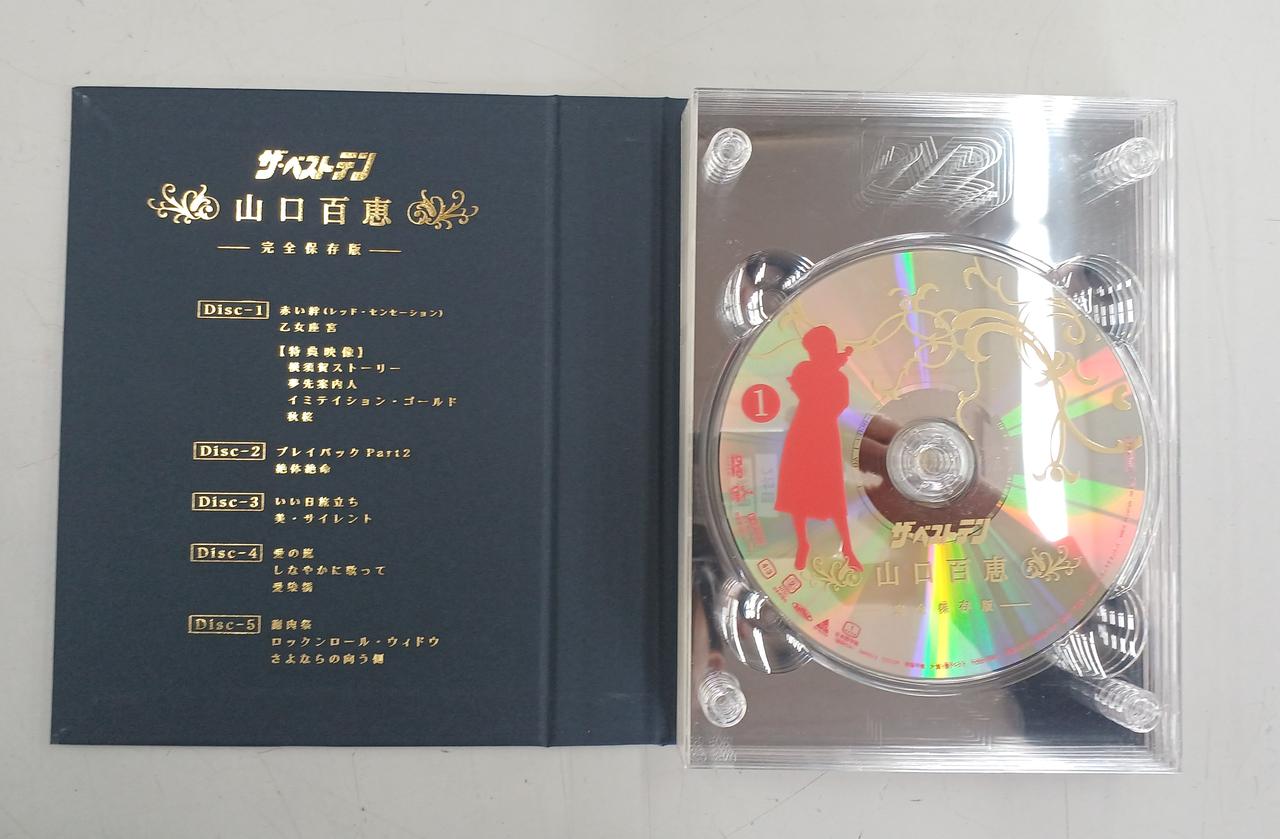 ザ・ベストテン
山口百恵
完全保存版
Disc-1 赤い絆(レッド・センセーション)
乙女座宮
【特典映像】
横須賀ストーリー
夢先案内人
イミテイション・ゴールド
秋桜
Disc-2 プレイバック Part2
絶体絶命
Disc-3 いい日旅立ち
美・サイレント
Disc-4 愛の嵐
しなやかに歌って
愛染橋
Disc-5 謝肉祭
ロックンロール・ウィドウ
さよならの向う側
1
ザ・ベストテン
山口百恵
完全保存版